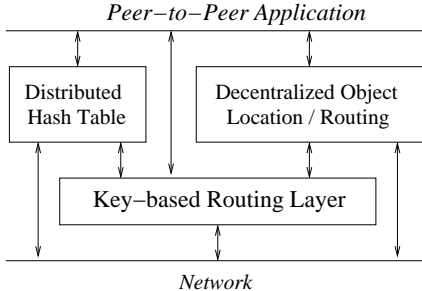 Peer−to−Peer Application
Distributed
Hash Table
Decentralized Object
Location / Routing
Key−based Routing Layer
Network